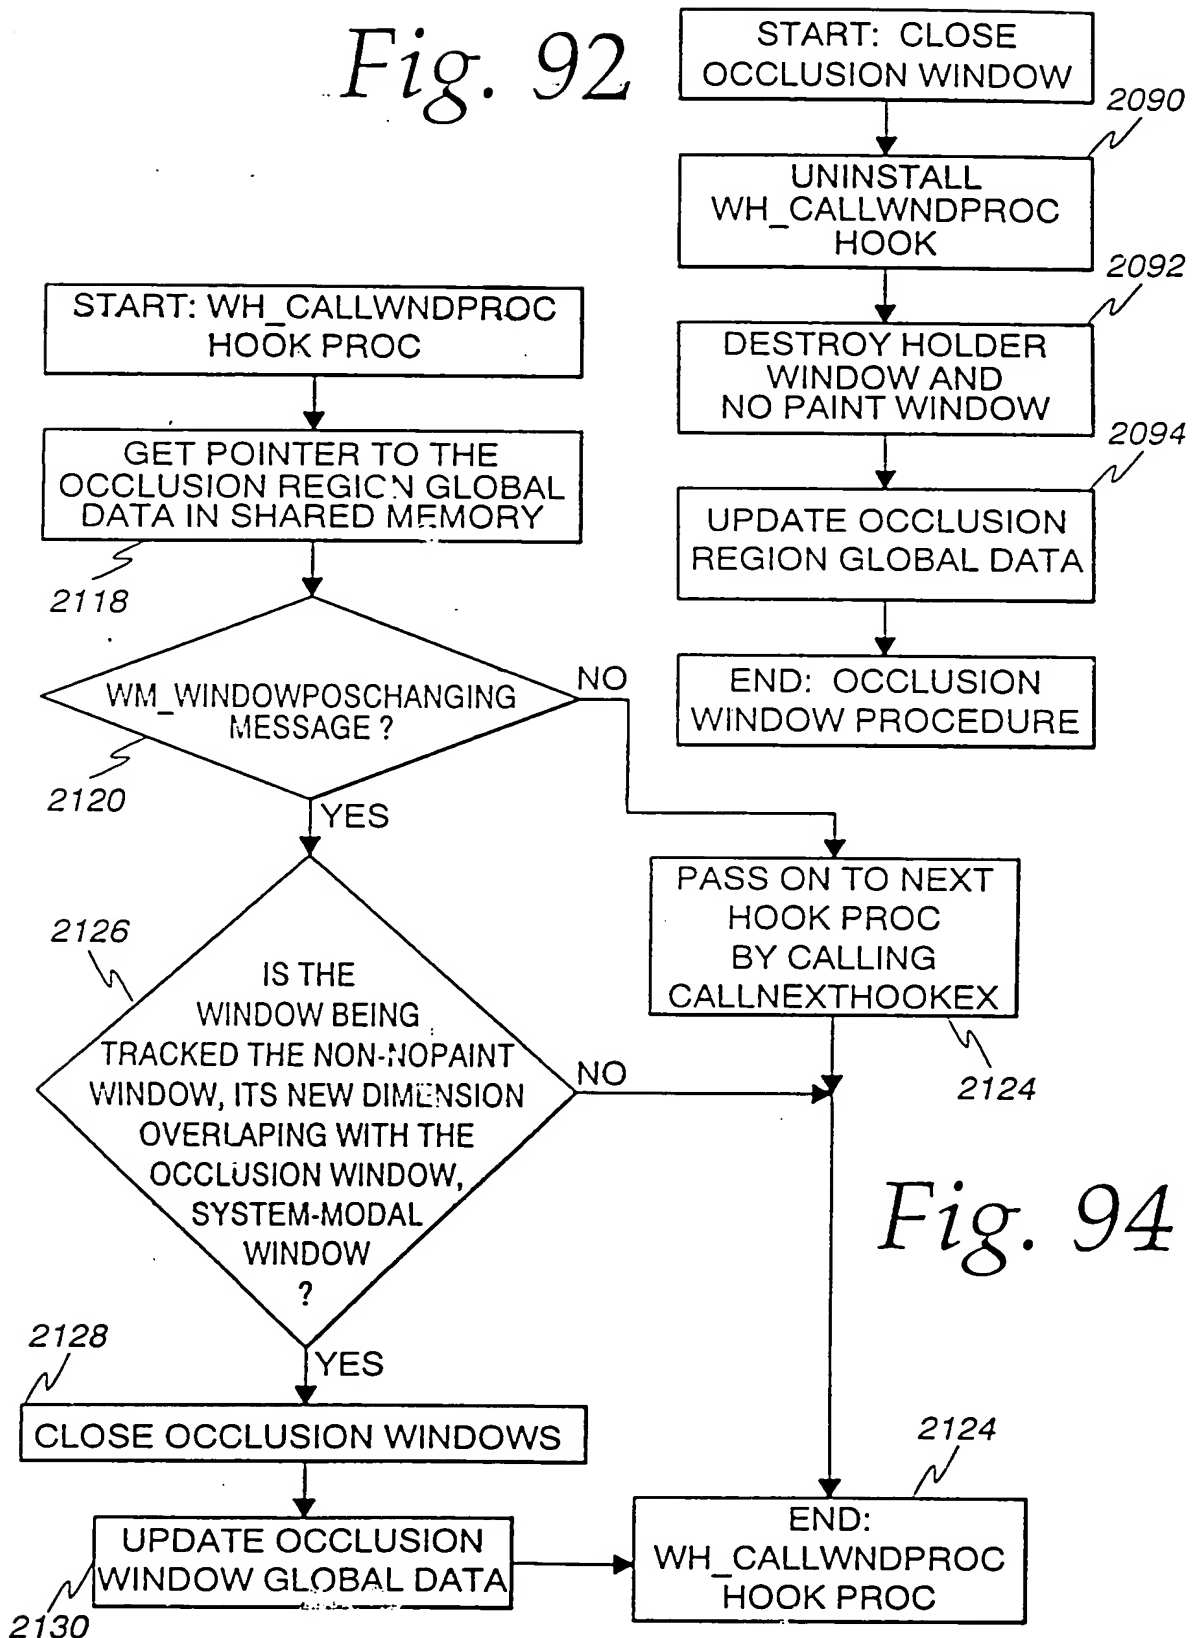 Fig. 92
START: CLOSE
OCCLUSION WINDOW
2090
UNINSTALL
WH_CALLWNDPROC
HOOK
2092
DESTROY HOLDER
WINDOW AND
NO PAINT WINDOW
2094
UPDATE OCCLUSION
REGION GLOBAL DATA
END: OCCLUSION
WINDOW PROCEDURE
START: WH_CALLWNDPROC
HOOK PROC
GET POINTER TO THE
OCCLUSION REGION GLOBAL
DATA IN SHARED MEMORY
2118
WM_WINDOWPOSCHANGING
MESSAGE ?
NO
2120
YES
PASS ON TO NEXT
HOOK PROC
BY CALLING
CALLNEXTHOOKEX
2124
2126
IS THE
WINDOW BEING
TRACKED THE NON-NOPAINT
WINDOW, ITS NEW DIMENSION
OVERLAPING WITH THE
OCCLUSION WINDOW,
SYSTEM-MODAL
WINDOW
?
NO
Fig. 94
YES
2128
CLOSE OCCLUSION WINDOWS
UPDATE OCCLUSION
WINDOW GLOBAL DATA
2130
2124
END:
WH_CALLWNDPROC
HOOK PROC